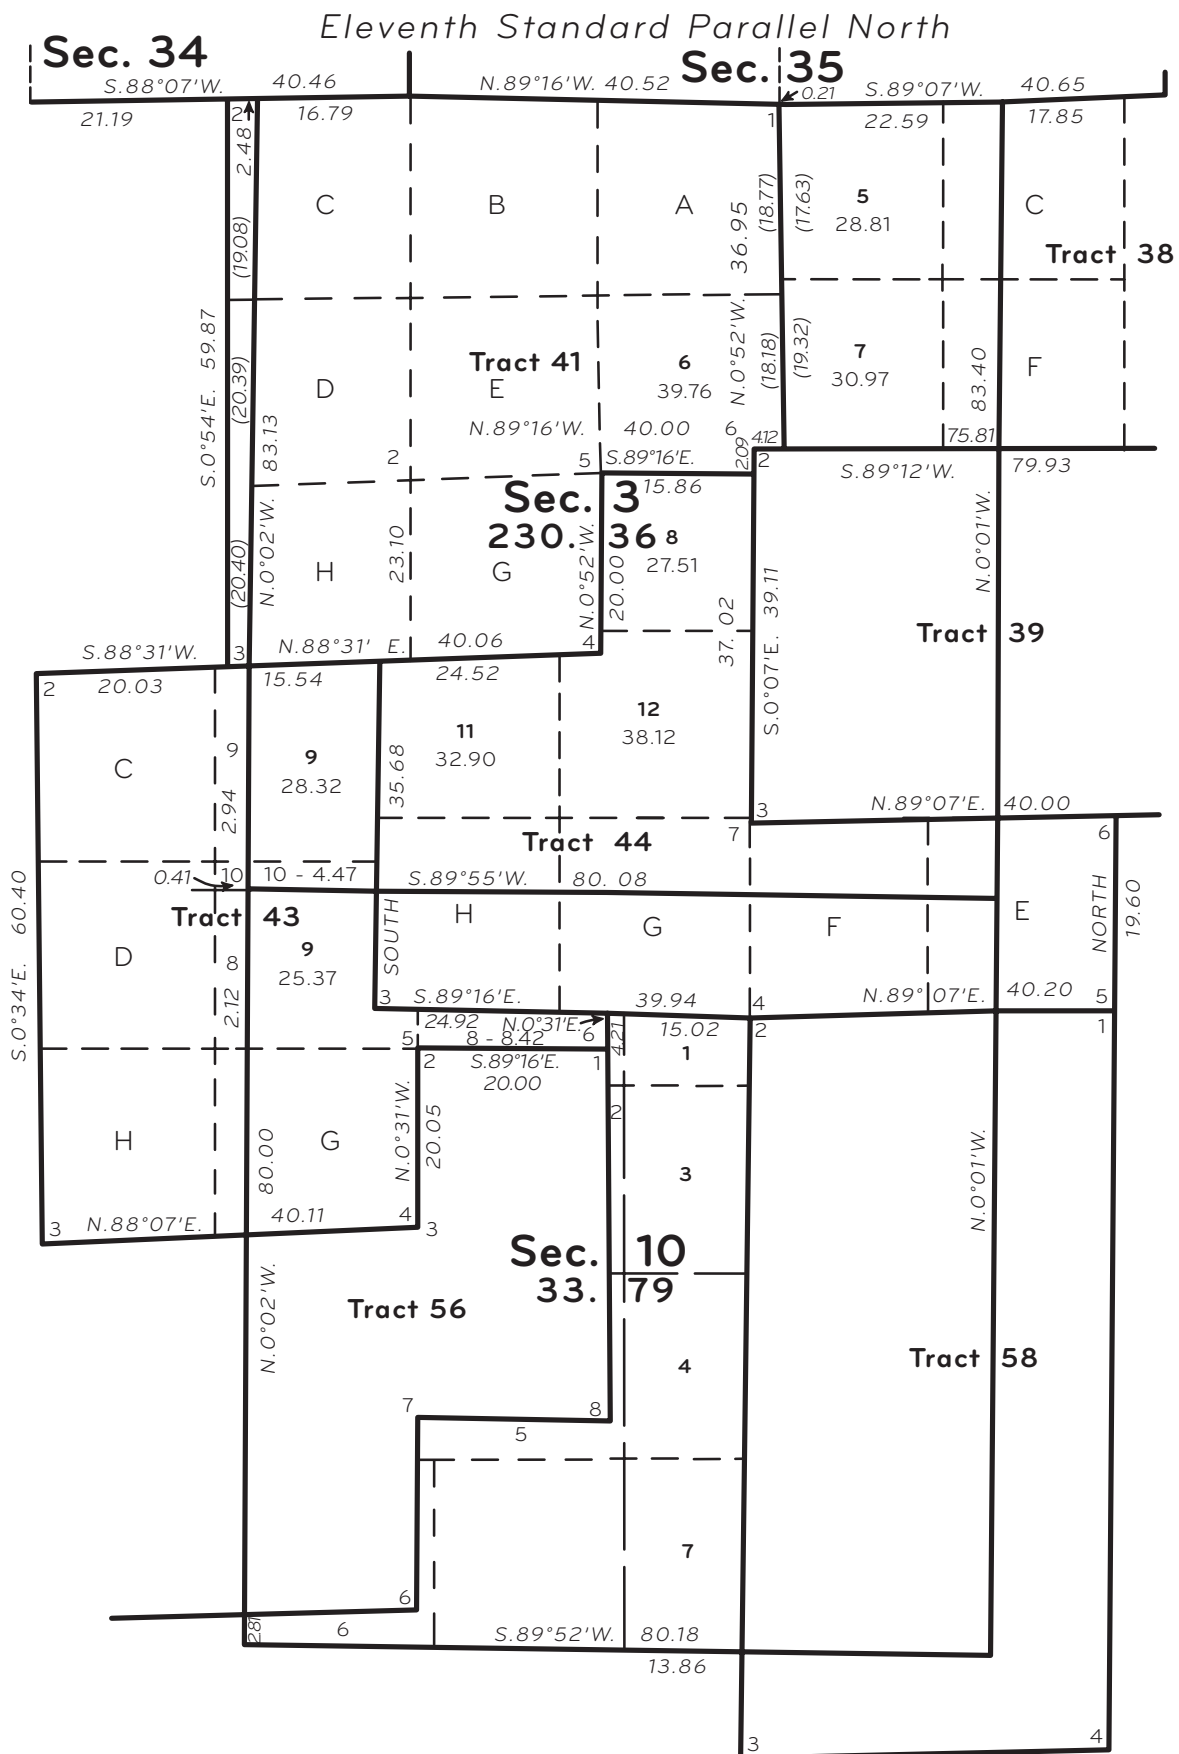 Eleventh Standard Parallel North
Sec. 34
Sec. 35
S.88°07'W. 40.46
N.89°16'W. 40.52
0.21
S.89°07'W. 40.65
21.19
2
2.48
16.79
1
22.59
17.85
C
B
A
36.95
(18.77)
(17.63)
5
28.81
C
(19.08)
Tract 38
S.0°54'E. 59.87
Tract 41
6
39.76
N.0°52'W.
(18.18)
(19.32)
7
30.97
83.40
F
(20.39)
D
E
83.13
N.89°16'W. 40.00
6
2.09
4.12
75.81
2
5
S.89°16'E.
2
S.89°12'W. 79.93
15.86
Sec. 3
230.36
8
27.51
N.0°02'W.
23.10
N.0°52'W.
20.00
37.02
S.0°07'E. 39.11
N.0°01'W.
(20.40)
H
G
Tract 39
S.88°31'W.
3
N.88°31' E. 40.06
4
2
20.03
15.54
24.52
C
9
2.94
9
28.32
35.68
11
32.90
12
38.12
3
N.89°07'E. 40.00
7
6
Tract 44
0.41
10
10 - 4.47
S.89°55'W. 80.08
S.0°34'E. 60.40
Tract 43
SOUTH
H
G
F
E
NORTH
19.60
D
8
2.12
9
25.37
3
S.89°16'E. 39.94
4
N.89°07'E. 40.20
5
24.92
N.0°31'E.
4.21
15.02
2
1
5
8 - 8.42
6
2
S.89°16'E.
20.00
1
1
2
N.0°31'W.
20.05
H
80.00
G
3
N.0°01'W.
3
N.88°07'E. 40.11
4
3
Sec. 10
33.79
N.0°02'W.
Tract 56
4
Tract 58
7
8
5
7
6
2.81
6
S.89°52'W. 80.18
13.86
3
4